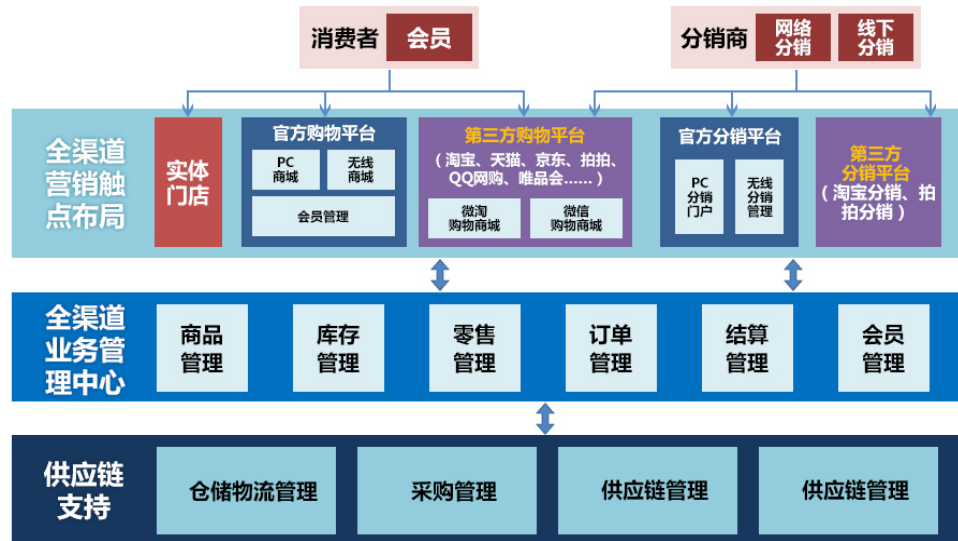 消费者
会员
分销商
网络
分销
线下
分销
全渠道
营销触
点布局
实体
门店
官方购物平台
PC
商城
无线
商城
会员管理
第三方购物平台
（淘宝、天猫、京东、拍拍、
QQ网购、唯品会......）
微淘
购物商城
微信
购物商城
官方分销平台
PC
分销
门户
无线
分销
管理
第三方
分销平台
（淘宝分销、拍
拍分销）
全渠道
业务管
理中心
商品
管理
库存
管理
零售
管理
订单
管理
结算
管理
会员
管理
供应链
支持
仓储物流管理
采购管理
供应链管理
供应链管理